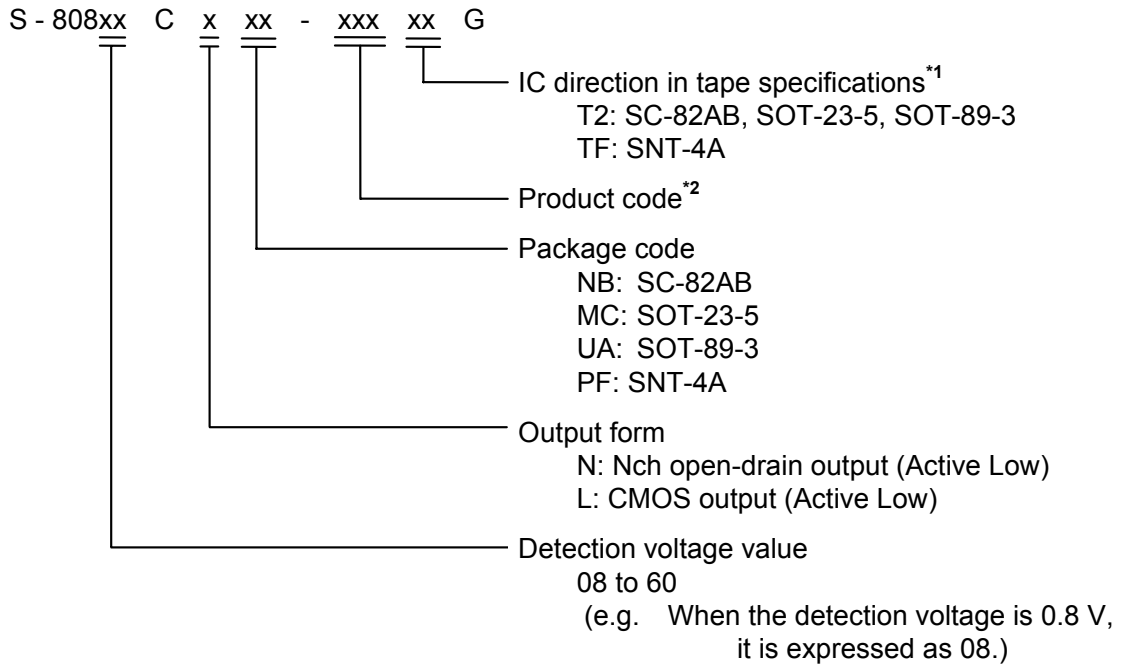 S - 808xx C x xx - xxx xx G
IC direction in tape specifications*1
T2: SC-82AB, SOT-23-5, SOT-89-3
TF: SNT-4A
Product code*2
Package code
NB: SC-82AB
MC: SOT-23-5
UA: SOT-89-3
PF: SNT-4A
Output form
N: Nch open-drain output (Active Low)
L: CMOS output (Active Low)
Detection voltage value
08 to 60
(e.g. When the detection voltage is 0.8 V,
it is expressed as 08.)